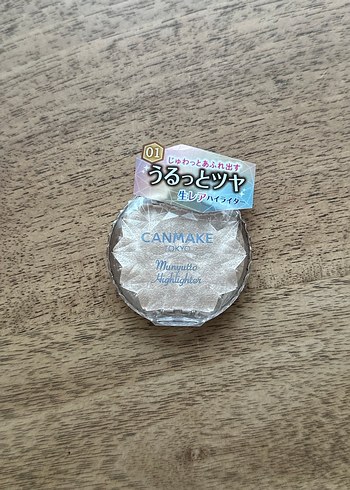 01
じゅわっとあふれ出す
うるっとツヤ
生レアハイライター
CANMAKE
TOKYO
Munyutto
Highlighter